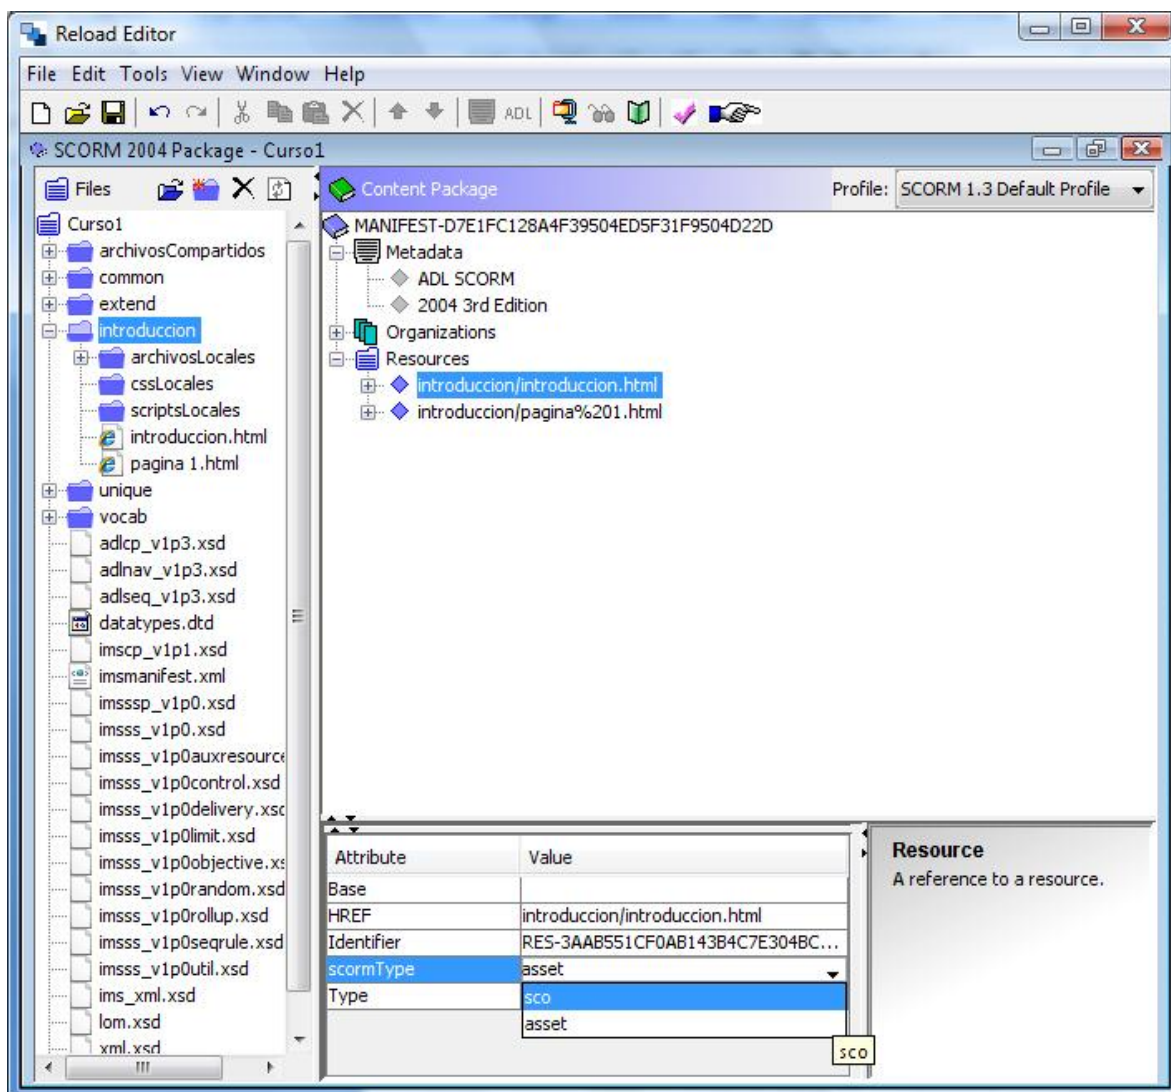 Reload Editor
File Edit Tools View Window Help
ADL
SCORM 2004 Package - Curso1
Files
Curso1
archivosCompartidos
common
extend
introduccion
archivosLocales
cssLocales
scriptsLocales
introduccion.html
pagina 1.html
unique
vocab
adlcp_v1p3.xsd
adlnav_v1p3.xsd
adlseq_v1p3.xsd
datatypes.dtd
imscp_v1p1.xsd
imsmanifest.xml
imsssp_v1p0.xsd
imsss_v1p0.xsd
imsss_v1p0auxresource
imsss_v1p0control.xsd
imsss_v1p0delivery.xsd
imsss_v1p0limit.xsd
imsss_v1p0objective.xs
imsss_v1p0random.xsd
imsss_v1p0rollup.xsd
imsss_v1p0seqrule.xsd
imsss_v1p0util.xsd
ims_xml.xsd
lom.xsd
xml.xsd
Content Package Profile: SCORM 1.3 Default Profile
MANIFEST-D7E1FC128A4F39504ED5F31F9504D22D
Metadata
ADL SCORM
2004 3rd Edition
Organizations
Resources
introduccion/introduccion.html
introduccion/pagina%201.html
Attribute Value
Base
HREF introduccion/introduccion.html
Identifier RES-3AAB551CF0AB143B4C7E304BC...
scormType asset
Type
sco
asset
sco
Resource
A reference to a resource.